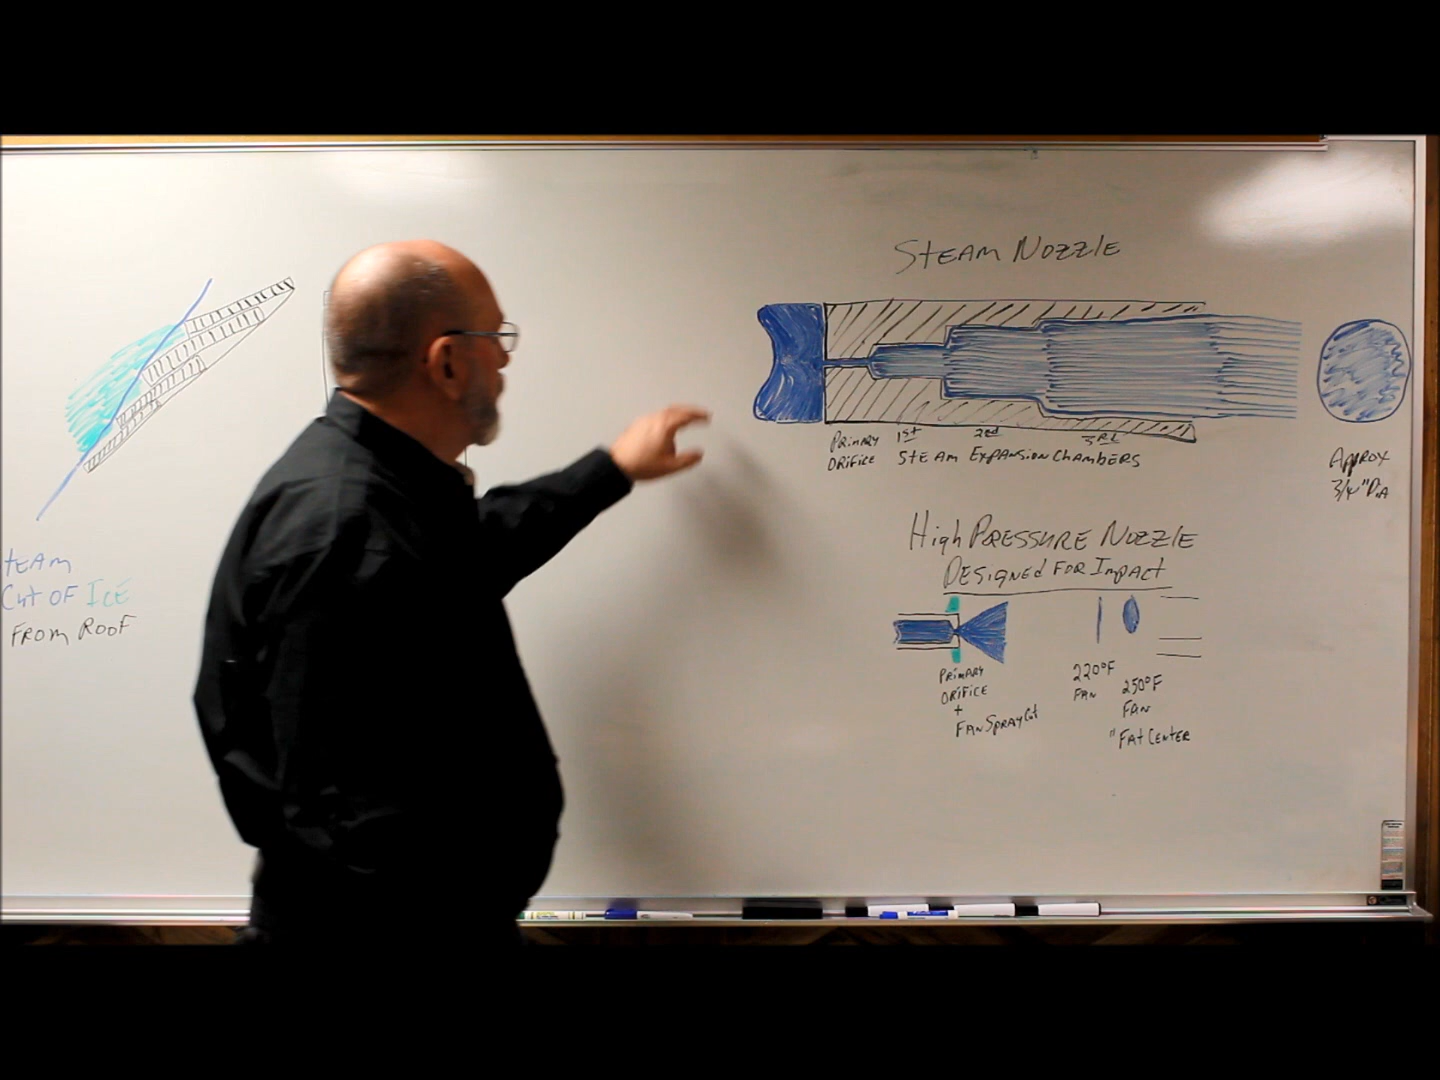 STEAM NOZZLE
PRIMARY
ORIFICE
1st 2nd 3rd
STEAM EXPANSION CHAMBERS
APPROX
3/4" DIA
HIGH PRESSURE NOZZLE
DESIGNED FOR IMPACT
PRIMARY
ORIFICE
+
FAN SPRAY CUT
220°F
FAN
250°F
FAN
"FAT CENTER
TEAM
CUT OF ICE
FROM ROOF